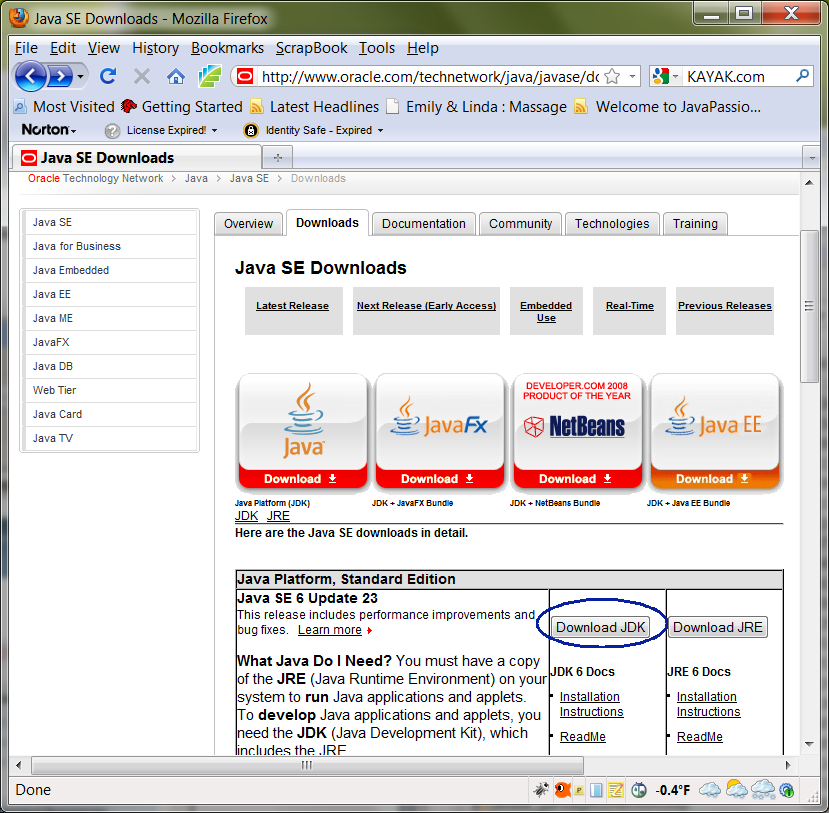 Java SE Downloads - Mozilla Firefox
File Edit View History Bookmarks ScrapBook Tools Help
http://www.oracle.com/technetwork/java/javase/do
KAYAK.com
Most Visited Getting Started Latest Headlines Emily & Linda : Massage Welcome to JavaPassio...
Norton License Expired! Identity Safe - Expired
Java SE Downloads
Oracle Technology Network > Java > Java SE > Downloads
Java SE
Java for Business
Java Embedded
Java EE
Java ME
JavaFX
Java DB
Web Tier
Java Card
Java TV
Overview Downloads Documentation Community Technologies Training
Java SE Downloads
Latest Release
Next Release (Early Access)
Embedded
Use
Real-Time
Previous Releases
Java
Download
JavaFX
Download
DEVELOPER.COM 2008
PRODUCT OF THE YEAR
NetBeans
Download
Java EE
Download
Java Platform (JDK)
JDK + JavaFX Bundle
JDK + NetBeans Bundle
JDK + Java EE Bundle
JDK JRE
Here are the Java SE downloads in detail.
Java Platform, Standard Edition
Java SE 6 Update 23
This release includes performance improvements and
bug fixes. Learn more
What Java Do I Need? You must have a copy
of the JRE (Java Runtime Environment) on your
system to run Java applications and applets.
To develop Java applications and applets, you
need the JDK (Java Development Kit), which
includes the JRE
Download JDK
JDK 6 Docs
Installation
Instructions
ReadMe
Download JRE
JRE 6 Docs
Installation
Instructions
ReadMe
Done
P
-0.4°F